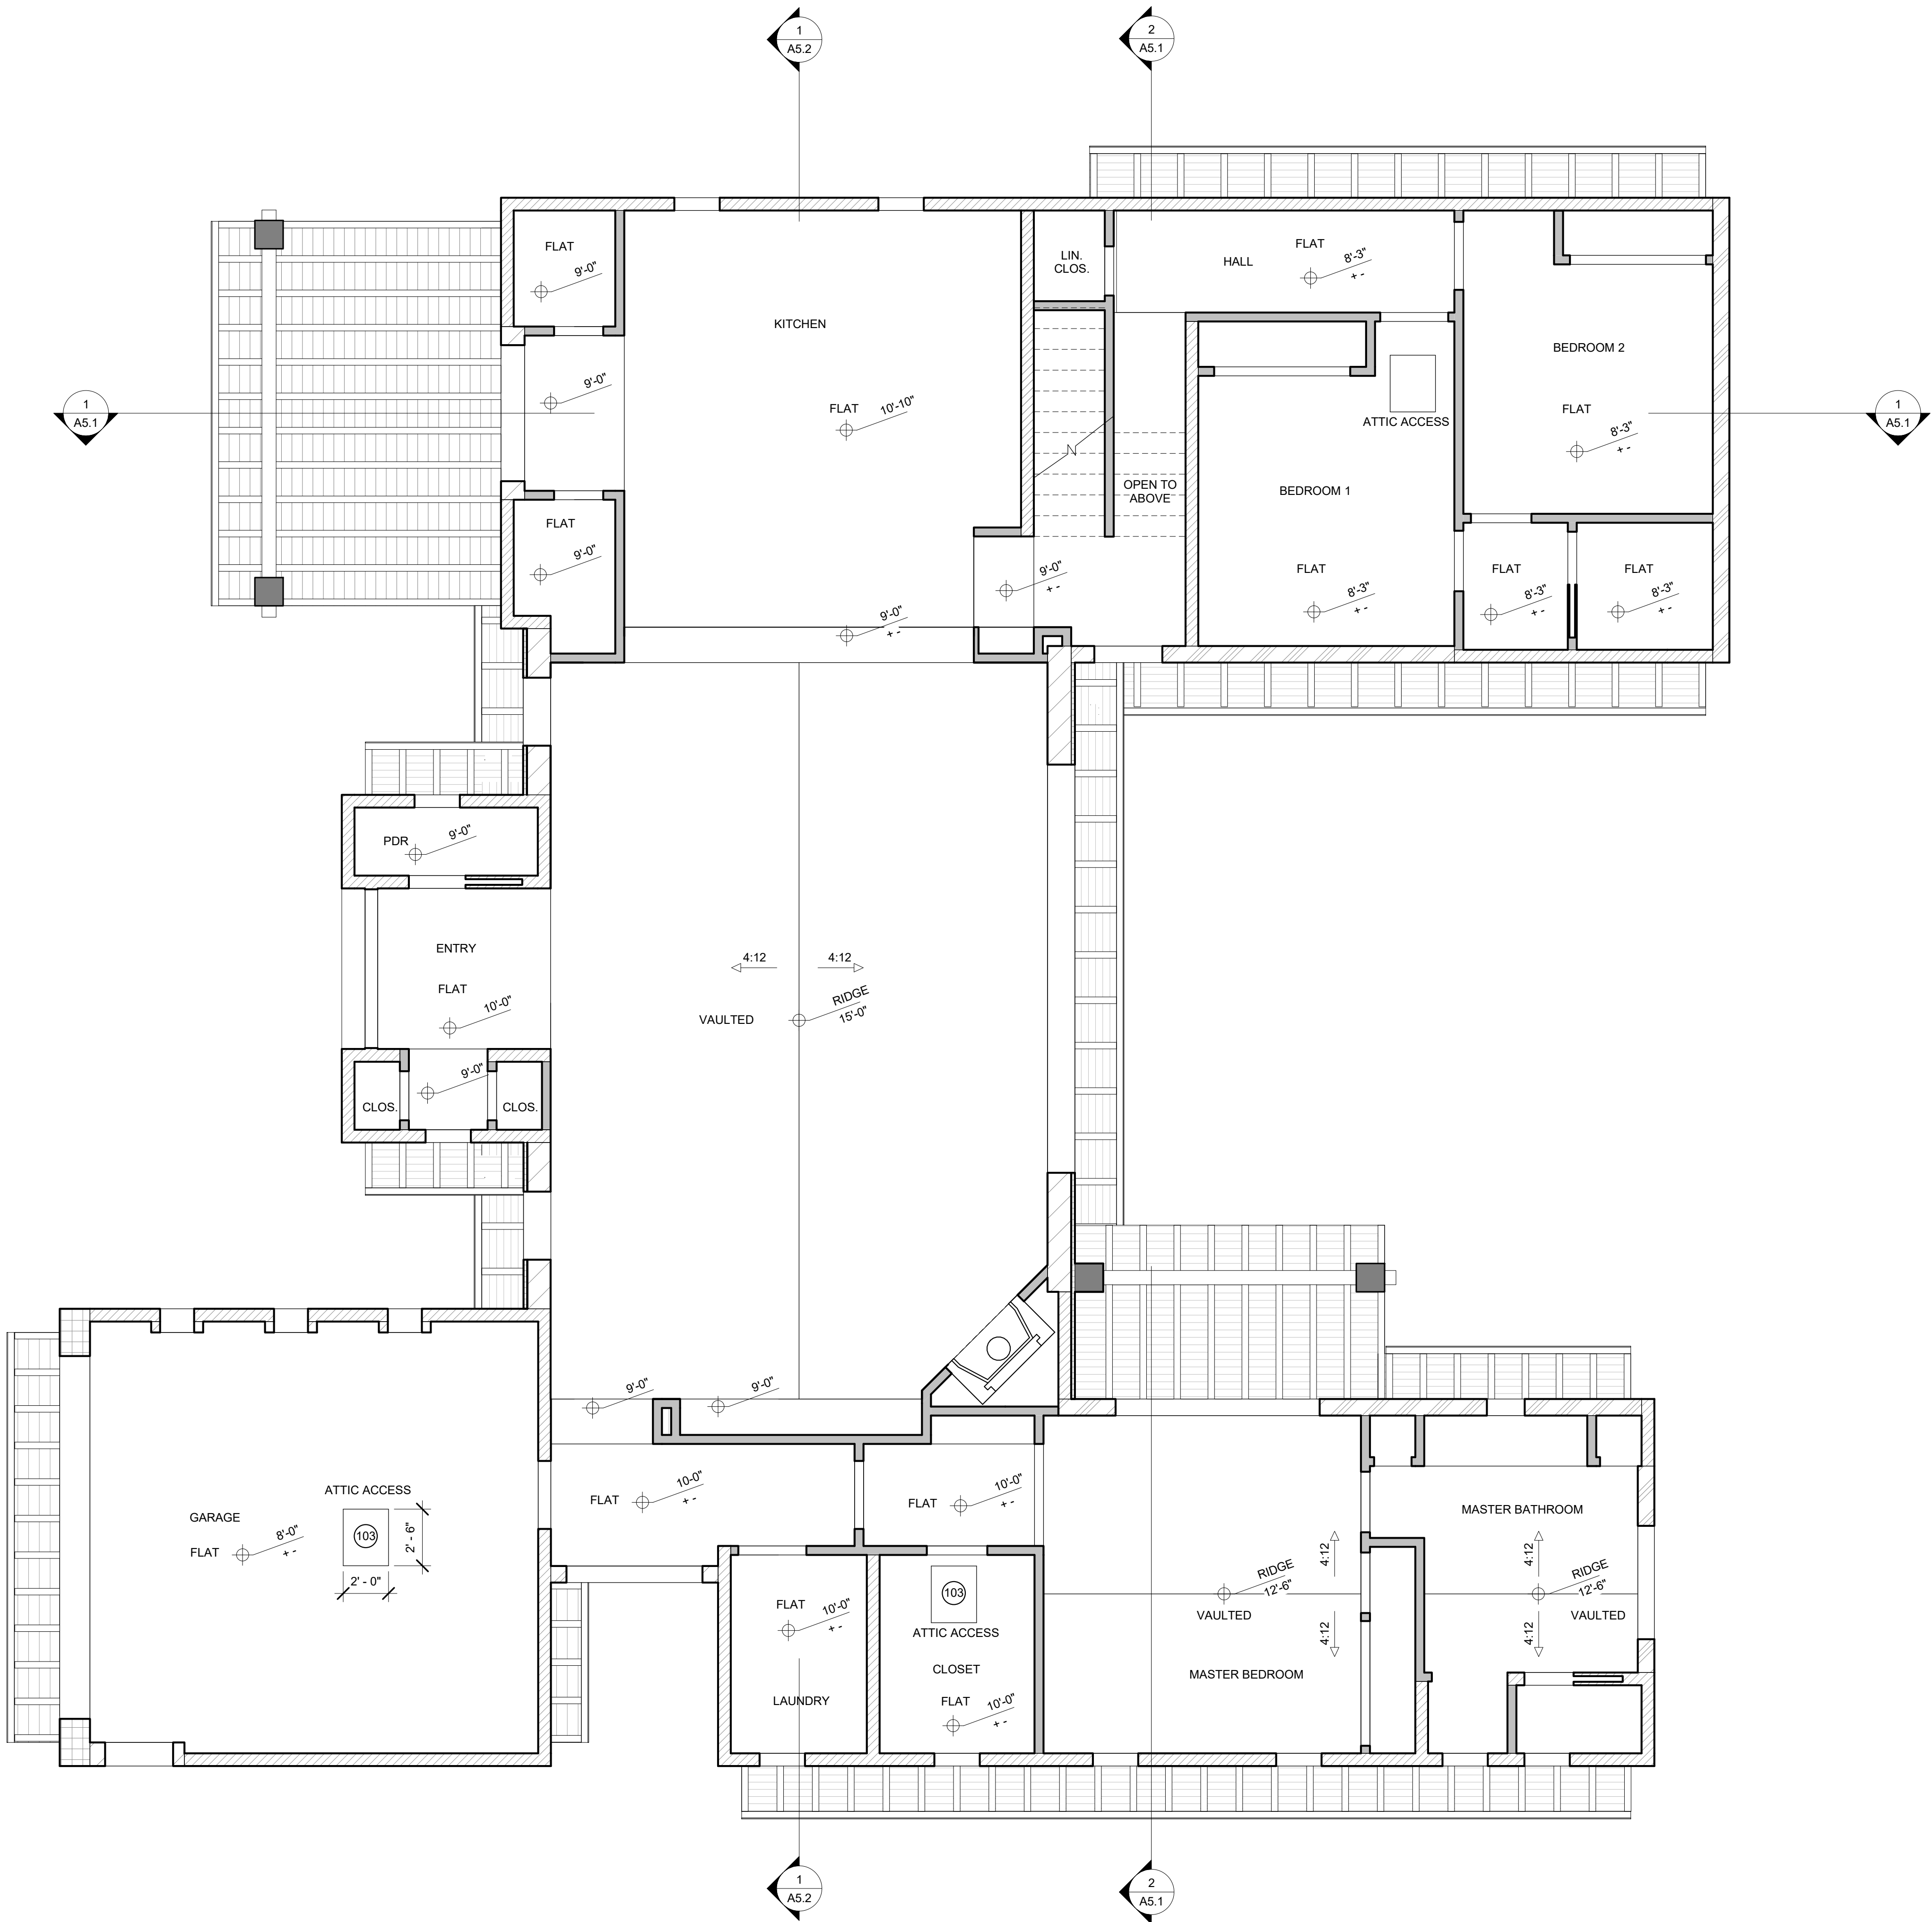 1
A5.2
2
A5.1
FLAT
9'-0"
LIN.
CLOS.
HALL
FLAT
8'-3"
+ -
KITCHEN
BEDROOM 2
1
A5.1
9'-0"
FLAT
10'-10"
ATTIC ACCESS
FLAT
8'-3"
+ -
1
A5.1
N
OPEN TO
ABOVE
BEDROOM 1
FLAT
9'-0"
9'-0"
+ -
FLAT
8'-3"
+ -
FLAT
8'-3"
+ -
FLAT
8'-3"
+ -
9'-0"
+ -
PDR
9'-0"
ENTRY
FLAT
10'-0"
4:12
4:12
VAULTED
RIDGE
15'-0"
9'-0"
CLOS.
CLOS.
9'-0"
9'-0"
GARAGE
FLAT
8'-0"
+ -
ATTIC ACCESS
103
2' - 6"
2' - 0"
FLAT
10-0"
+ -
FLAT
10'-0"
+ -
MASTER BATHROOM
RIDGE
12'-6"
VAULTED
4:12
4:12
RIDGE
12'-6"
VAULTED
4:12
4:12
FLAT
10'-0"
+ -
LAUNDRY
103
ATTIC ACCESS
CLOSET
FLAT
10'-0"
+ -
MASTER BEDROOM
1
A5.2
2
A5.1